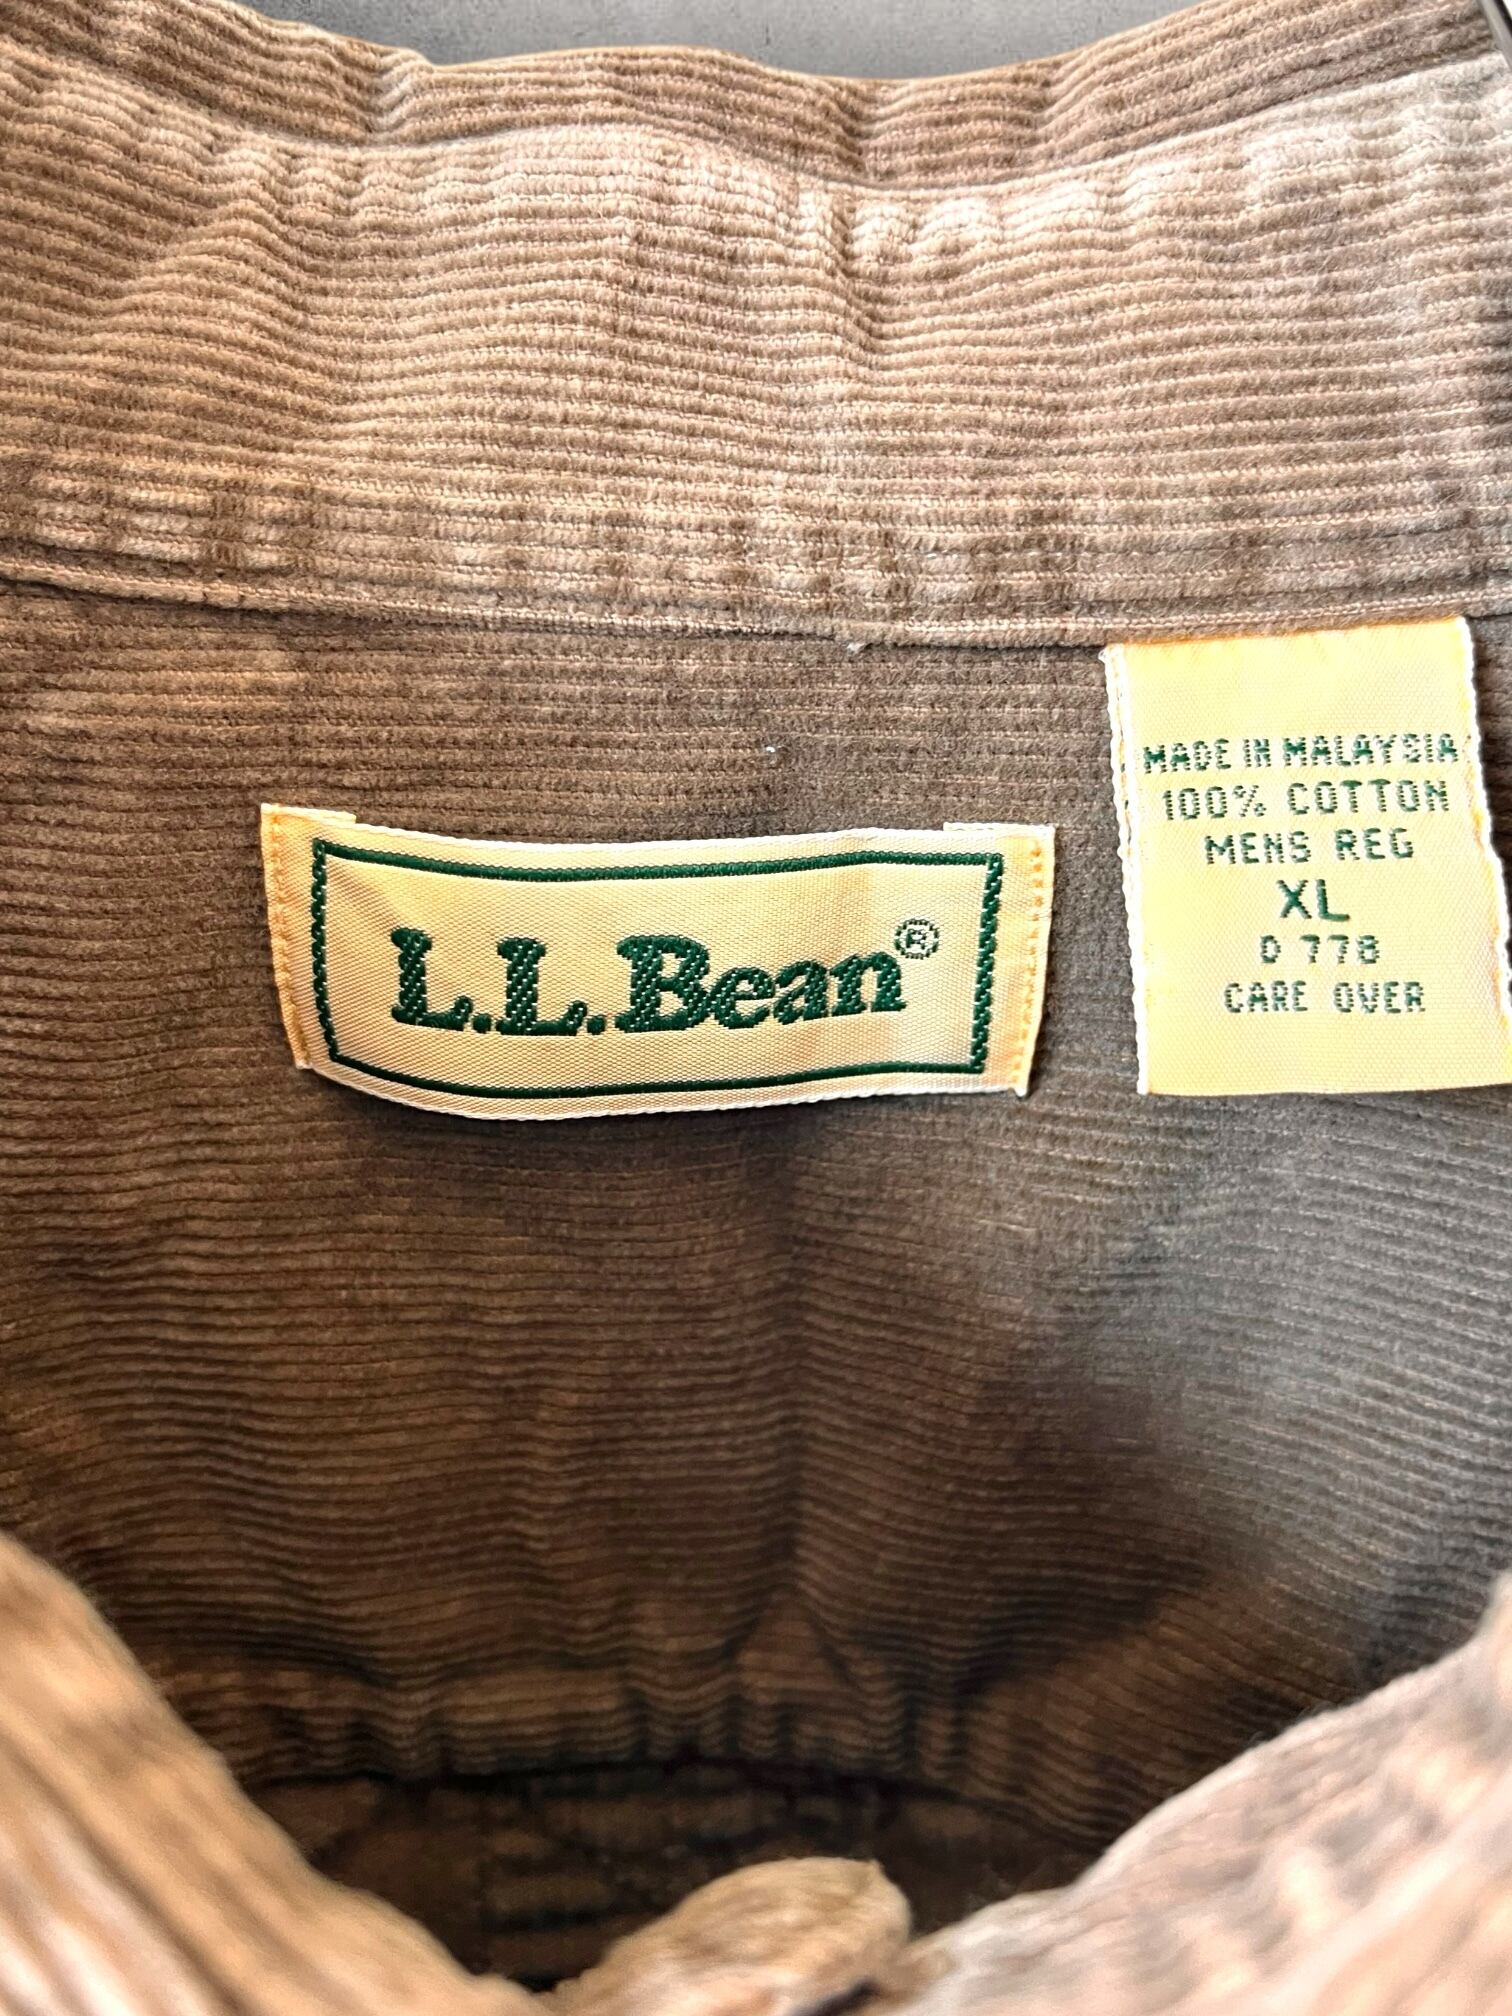 L.L.Bean®
MADE IN MALAYSIA
100% COTTON
MENS REG
XL
0 778
CARE OVER